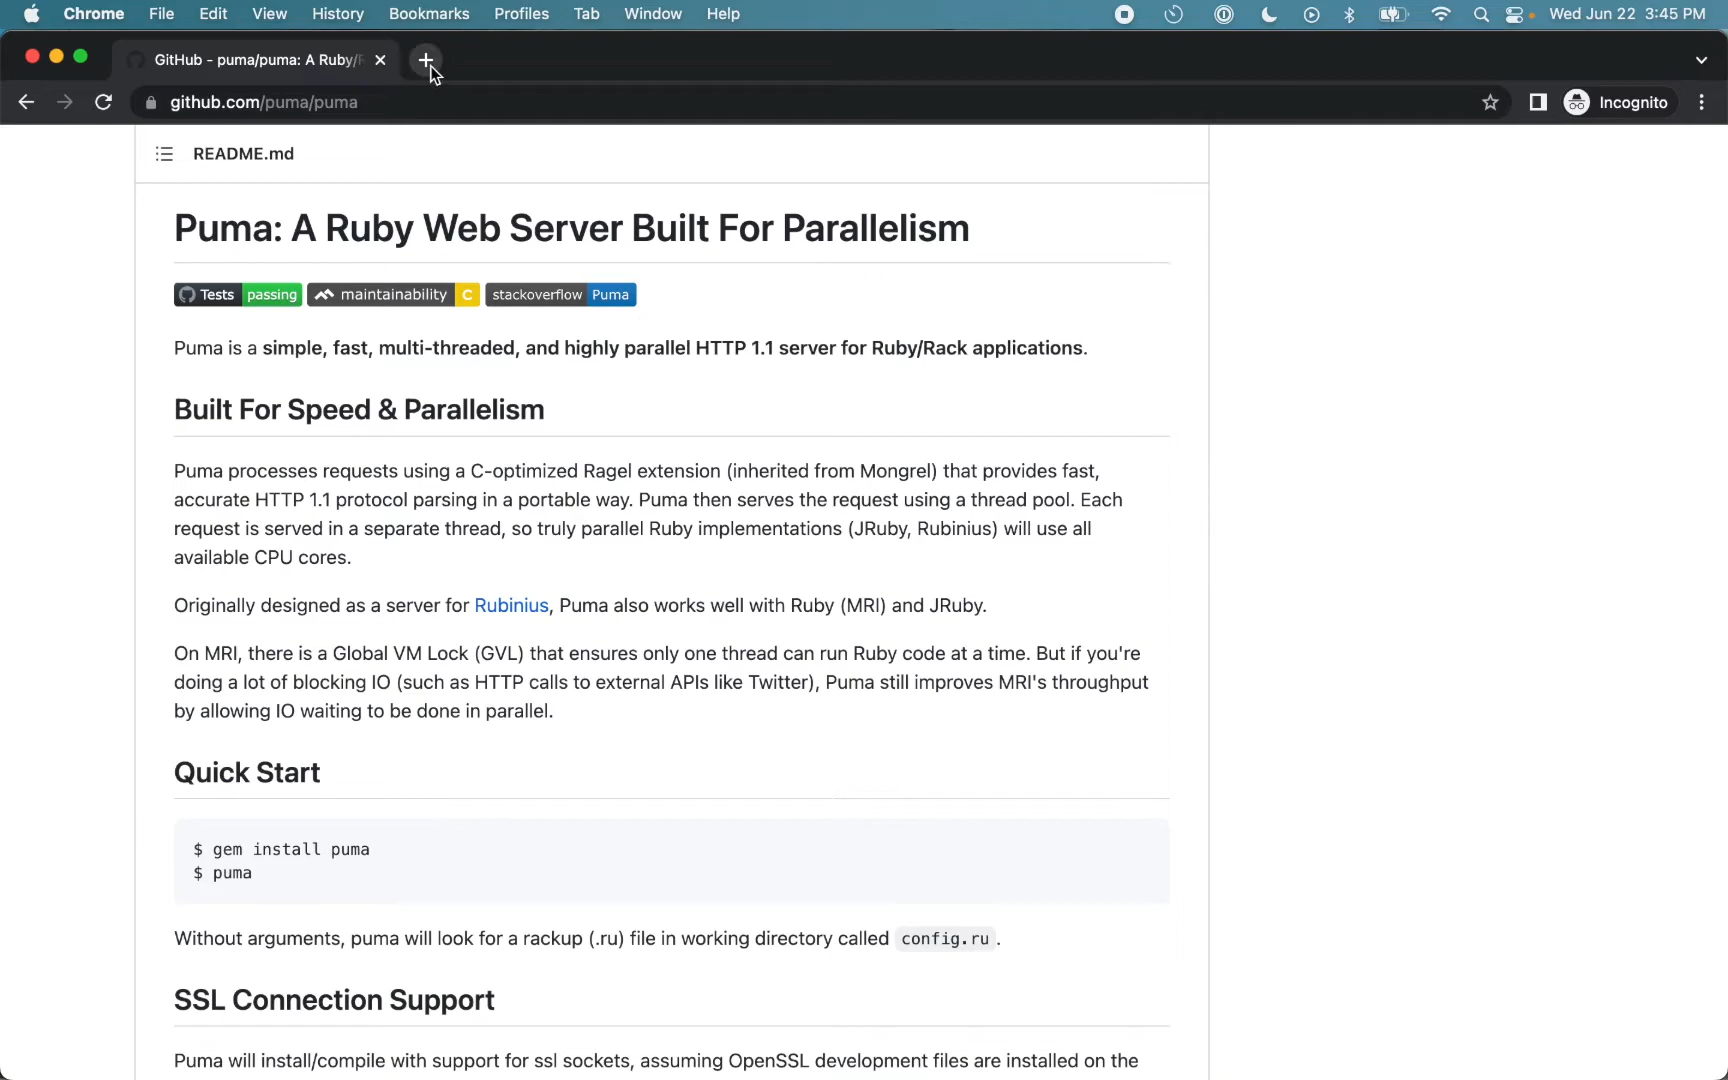 Chrome File Edit View History Bookmarks Profiles Tab Window Help Wed Jun 22 3:45 PM
GitHub - puma/puma: A Ruby/
github.com/puma/puma Incognito
README.md
Puma: A Ruby Web Server Built For Parallelism
Tests passing maintainability C stackoverflow Puma
Puma is a simple, fast, multi-threaded, and highly parallel HTTP 1.1 server for Ruby/Rack applications.
Built For Speed & Parallelism
Puma processes requests using a C-optimized Ragel extension (inherited from Mongrel) that provides fast,
accurate HTTP 1.1 protocol parsing in a portable way. Puma then serves the request using a thread pool. Each
request is served in a separate thread, so truly parallel Ruby implementations (JRuby, Rubinius) will use all
available CPU cores.
Originally designed as a server for Rubinius, Puma also works well with Ruby (MRI) and JRuby.
On MRI, there is a Global VM Lock (GVL) that ensures only one thread can run Ruby code at a time. But if you're
doing a lot of blocking IO (such as HTTP calls to external APIs like Twitter), Puma still improves MRI's throughput
by allowing IO waiting to be done in parallel.
Quick Start
$ gem install puma
$ puma
Without arguments, puma will look for a rackup (.ru) file in working directory called config.ru.
SSL Connection Support
Puma will install/compile with support for ssl sockets, assuming OpenSSL development files are installed on the